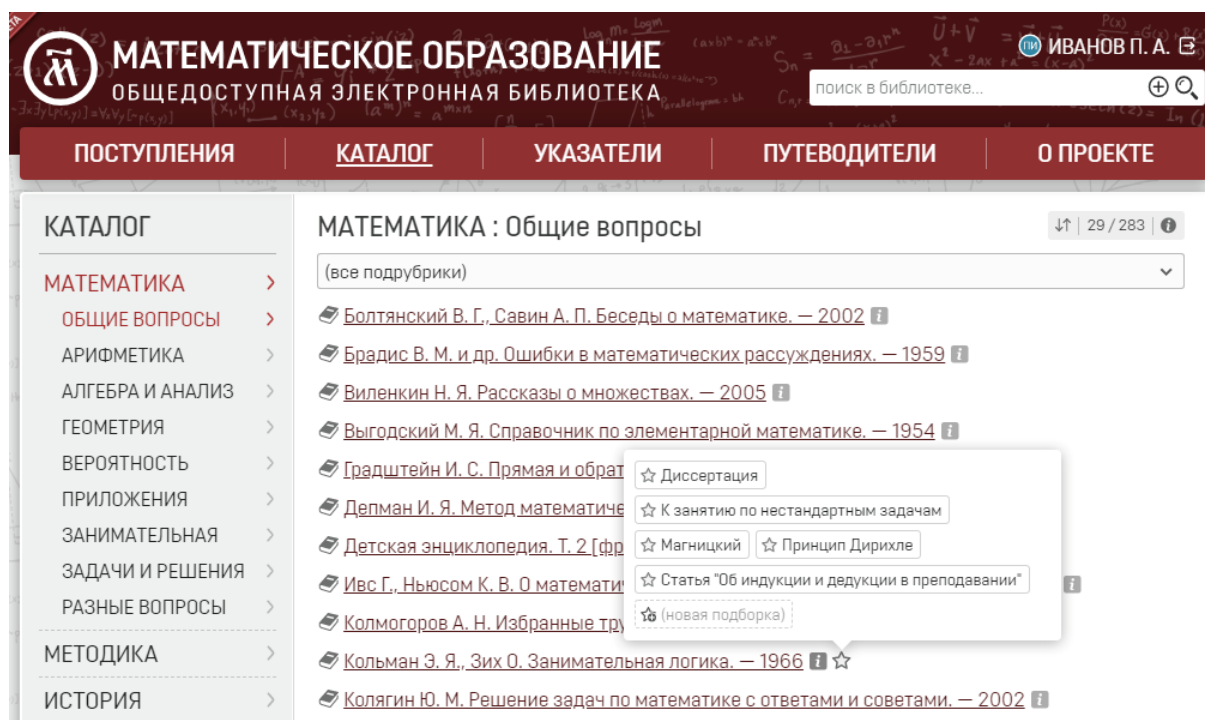 МАТЕМАТИЧЕСКОЕ ОБРАЗОВАНИЕ
ОБЩЕДОСТУПНАЯ ЭЛЕКТРОННАЯ БИБЛИОТЕКА
ПИ ИВАНОВ П. А.
поиск в библиотеке...
ПОСТУПЛЕНИЯ КАТАЛОГ УКАЗАТЕЛИ ПУТЕВОДИТЕЛИ О ПРОЕКТЕ
КАТАЛОГ
МАТЕМАТИКА
ОБЩИЕ ВОПРОСЫ
АРИФМЕТИКА
АЛГЕБРА И АНАЛИЗ
ГЕОМЕТРИЯ
ВЕРОЯТНОСТЬ
ПРИЛОЖЕНИЯ
ЗАНИМАТЕЛЬНАЯ
ЗАДАЧИ И РЕШЕНИЯ
РАЗНЫЕ ВОПРОСЫ
МЕТОДИКА
ИСТОРИЯ
МАТЕМАТИКА : Общие вопросы
29 / 283
(все подрубрики)
Болтянский В. Г., Савин А. П. Беседы о математике. — 2002
Брадис В. М. и др. Ошибки в математических рассуждениях. — 1959
Виленкин Н. Я. Рассказы о множествах. — 2005
Выгодский М. Я. Справочник по элементарной математике. — 1954
Градштейн И. С. Прямая и обрат
Депман И. Я. Метод математиче
Детская энциклопедия. Т. 2 [фр
Ивс Г., Ньюсом К. В. О математи
Колмогоров А. Н. Избранные тру
Кольман Э. Я., Зих О. Занимательная логика. — 1966
Колягин Ю. М. Решение задач по математике с ответами и советами. — 2002
Диссертация
К занятию по нестандартным задачам
Магницкий Принцип Дирихле
Статья "Об индукции и дедукции в преподавании"
(новая подборка)